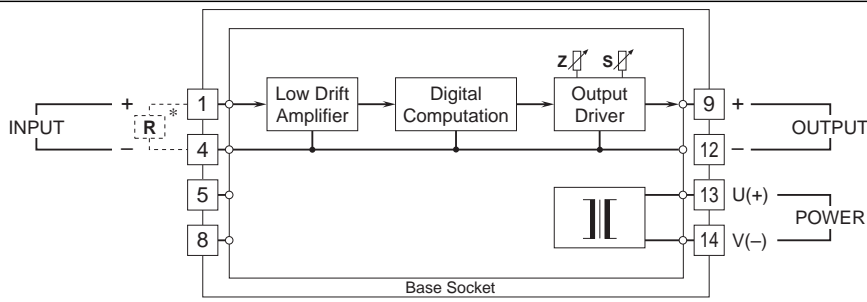 Z S
1 Low Drift Amplifier Digital Computation Output Driver 9 +
INPUT + R * OUTPUT
– 4 12 –
5 13 U(+)
POWER
8 14 V(–)
Base Socket